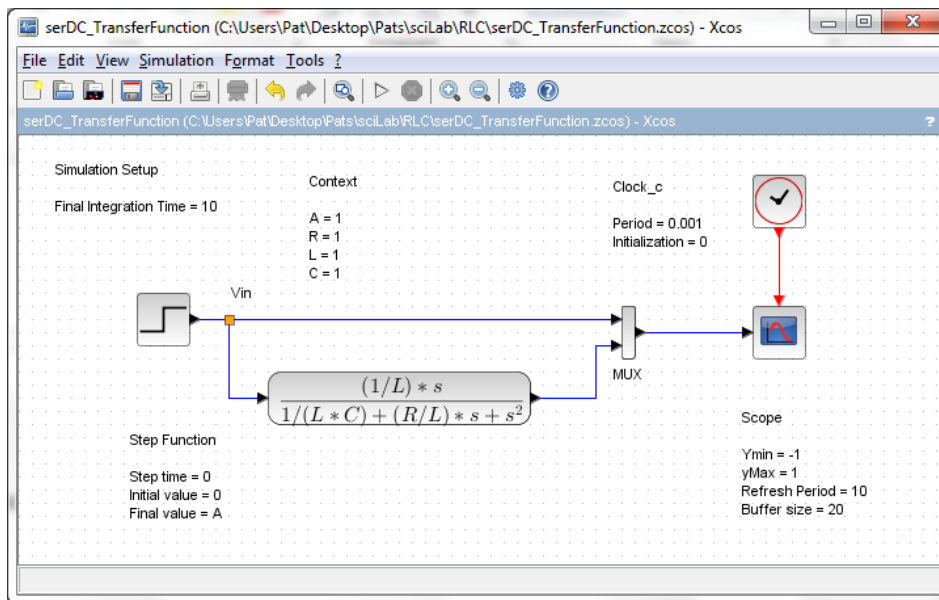 serDC_TransferFunction (C:\Users\Pat\Desktop\Pats\sciLab\RLC\serDC_TransferFunction.zcos) - Xcos
File Edit View Simulation Format Tools ?
serDC_TransferFunction (C:\Users\Pat\Desktop\Pats\sciLab\RLC\serDC_TransferFunction.zcos) - Xcos ?
Simulation Setup
Final Integration Time = 10
Context
A = 1
R = 1
L = 1
C = 1
Clock_c
Period = 0.001
Initialization = 0
Vin
MUX
(1/L) * s
1/(L * C) + (R/L) * s + s²
Step Function
Step time = 0
Initial value = 0
Final value = A
Scope
Ymin = -1
yMax = 1
Refresh Period = 10
Buffer size = 20